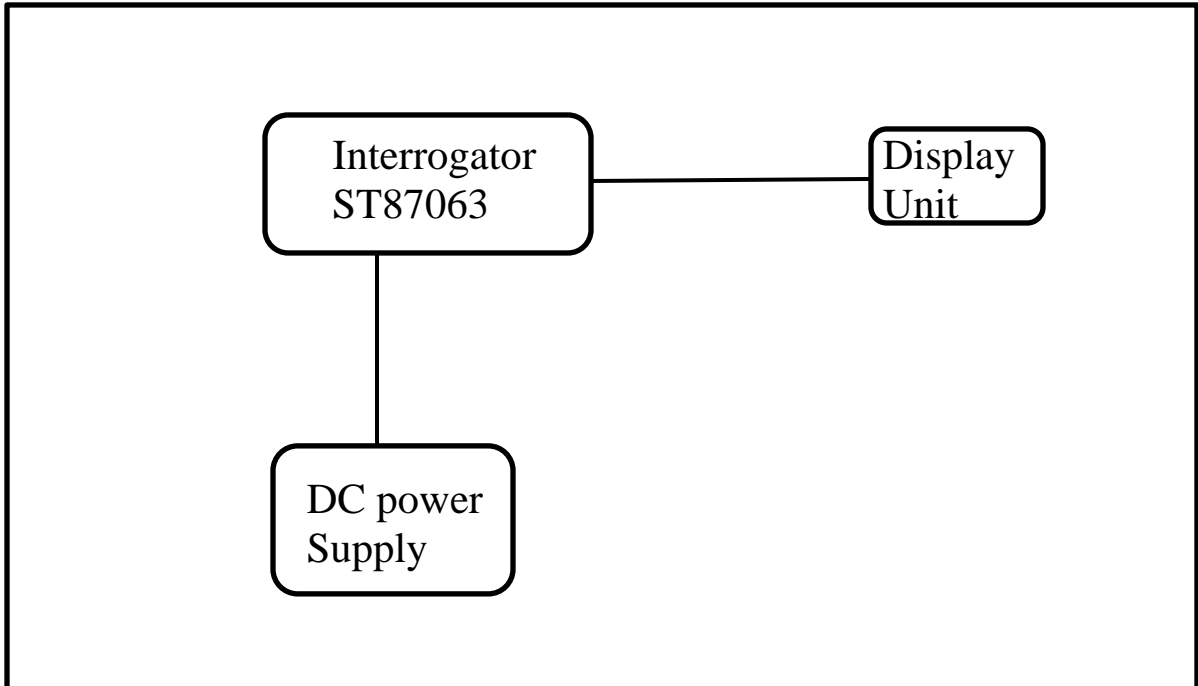 Interrogator
ST87063
Display
Unit
DC power
Supply